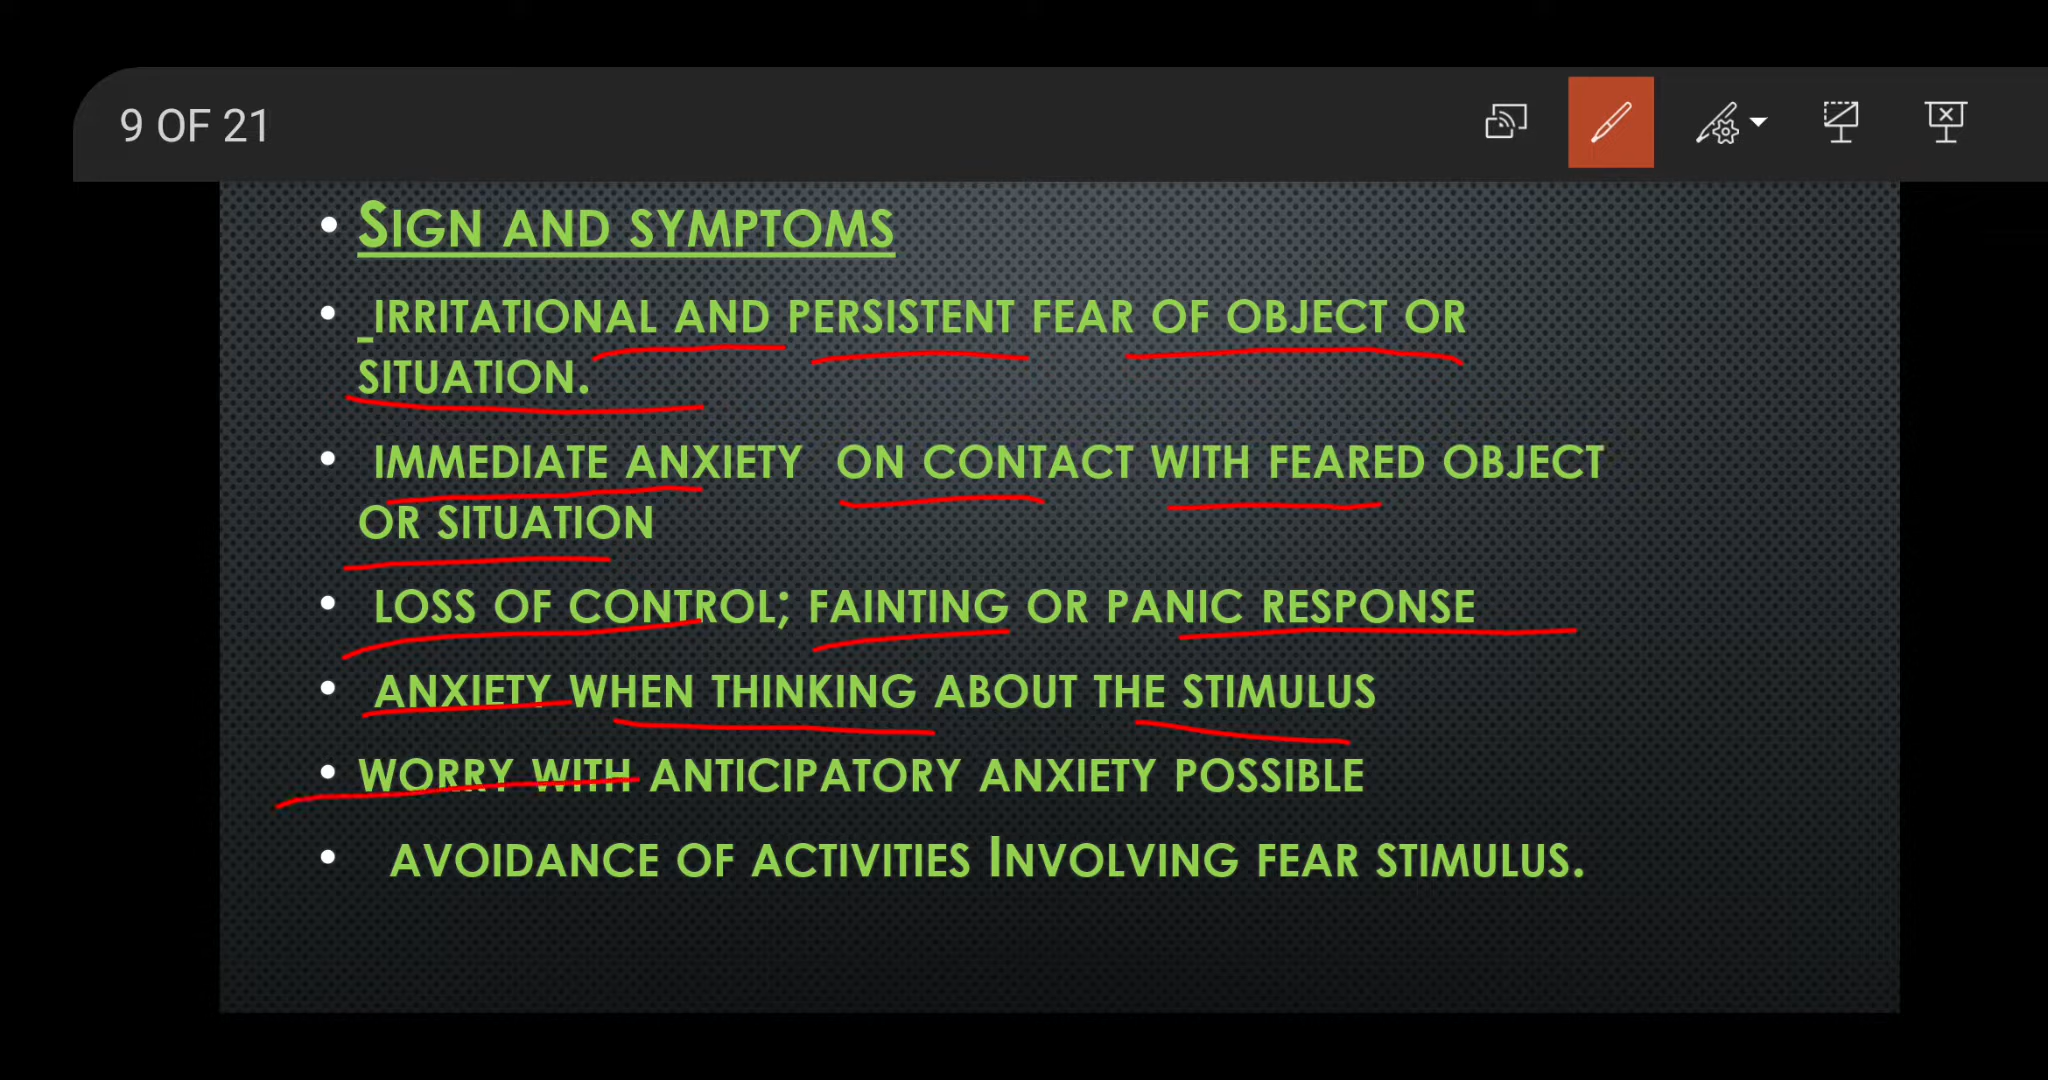 9 OF 21
• SIGN AND SYMPTOMS
• IRRITATIONAL AND PERSISTENT FEAR OF OBJECT OR
SITUATION.
• IMMEDIATE ANXIETY ON CONTACT WITH FEARED OBJECT
OR SITUATION
• LOSS OF CONTROL; FAINTING OR PANIC RESPONSE
• ANXIETY WHEN THINKING ABOUT THE STIMULUS
• WORRY WITH ANTICIPATORY ANXIETY POSSIBLE
• AVOIDANCE OF ACTIVITIES INVOLVING FEAR STIMULUS.